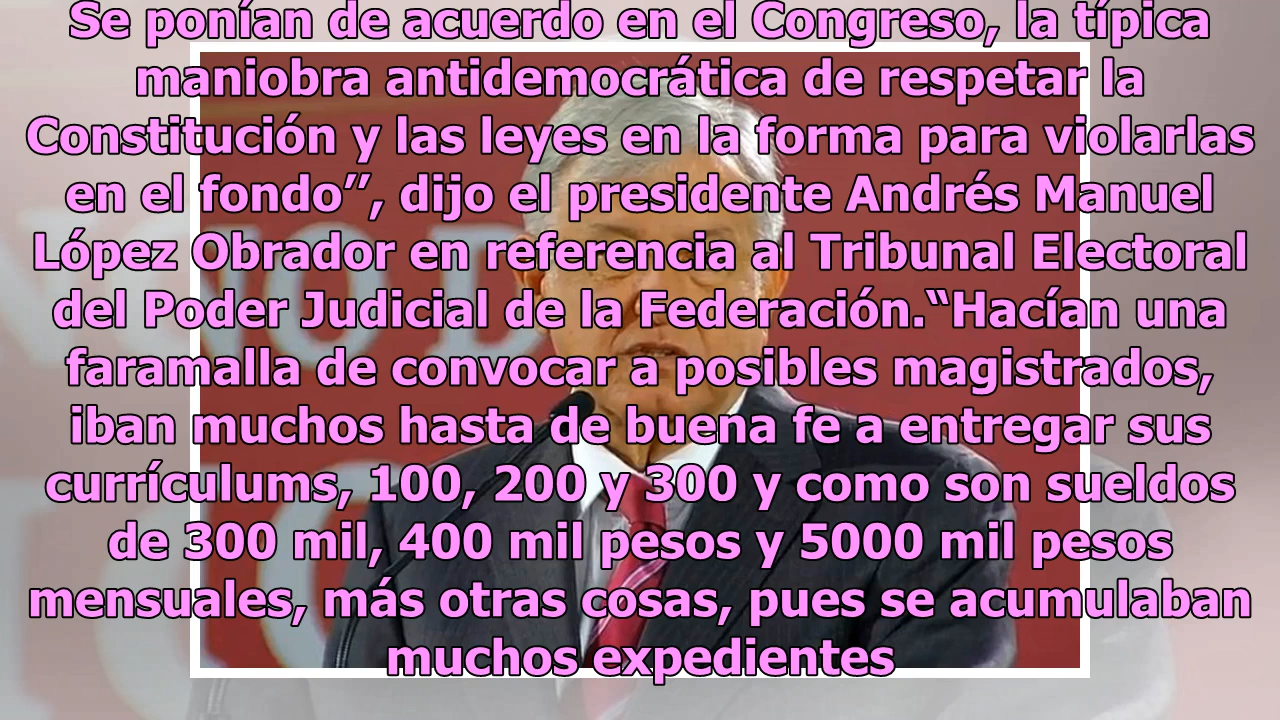 Se ponían de acuerdo en el Congreso, la típica
maniobra antidemocrática de respetar la
Constitución y las leyes en la forma para violarlas
en el fondo”, dijo el presidente Andrés Manuel
López Obrador en referencia al Tribunal Electoral
del Poder Judicial de la Federación.“Hacían una
faramalla de convocar a posibles magistrados,
iban muchos hasta de buena fe a entregar sus
currículums, 100, 200 y 300 y como son sueldos
de 300 mil, 400 mil pesos y 5000 mil pesos
mensuales, más otras cosas, pues se acumulaban
muchos expedientes